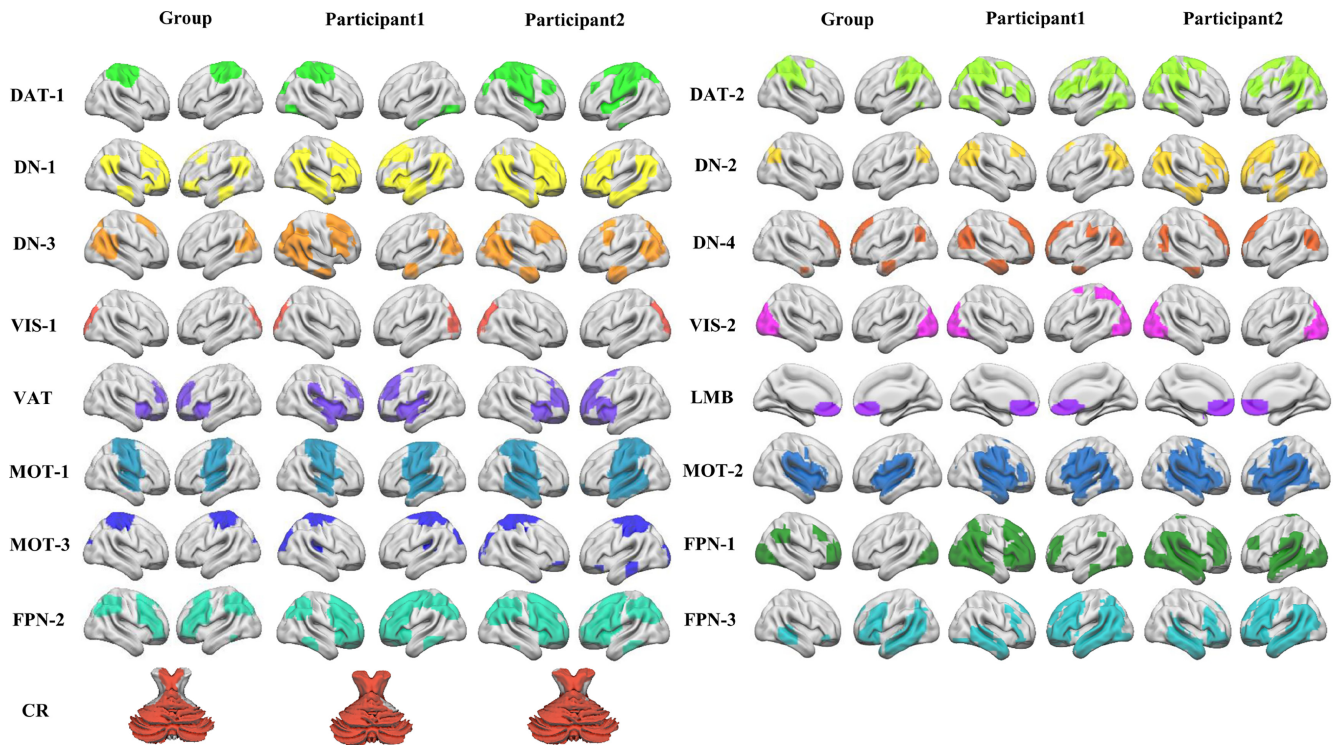 Group Participant1 Participant2 Group Participant1 Participant2
DAT-1 DAT-2
DN-1 DN-2
DN-3 DN-4
VIS-1 VIS-2
VAT LMB
MOT-1 MOT-2
MOT-3 FPN-1
FPN-2 FPN-3
CR